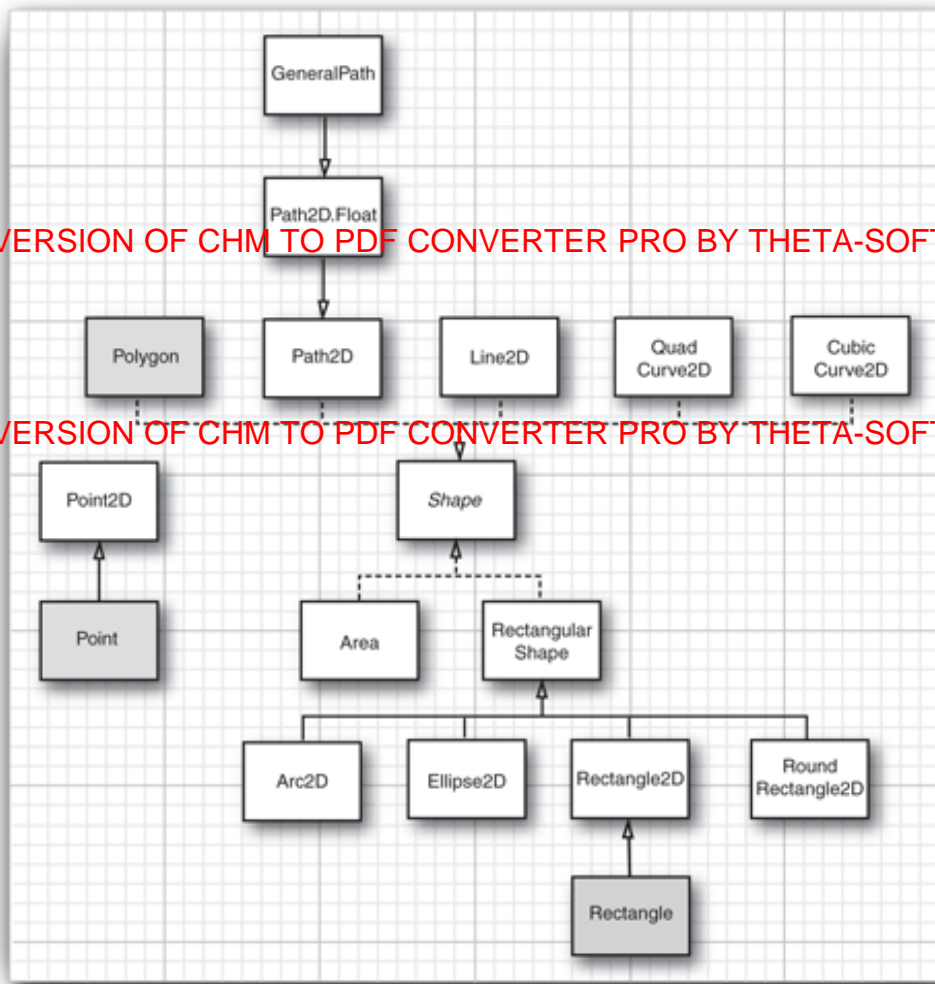 GeneralPath
Path2D.Float
VERSION OF CHM TO PDF CONVERTER PRO BY THETA-SOFT
Polygon
Path2D
Line2D
Quad
Curve2D
Cubic
Curve2D
VERSION OF CHM TO PDF CONVERTER PRO BY THETA-SOFT
Point2D
Shape
Point
Area
Rectangular
Shape
Arc2D
Ellipse2D
Rectangle2D
Round
Rectangle2D
Rectangle